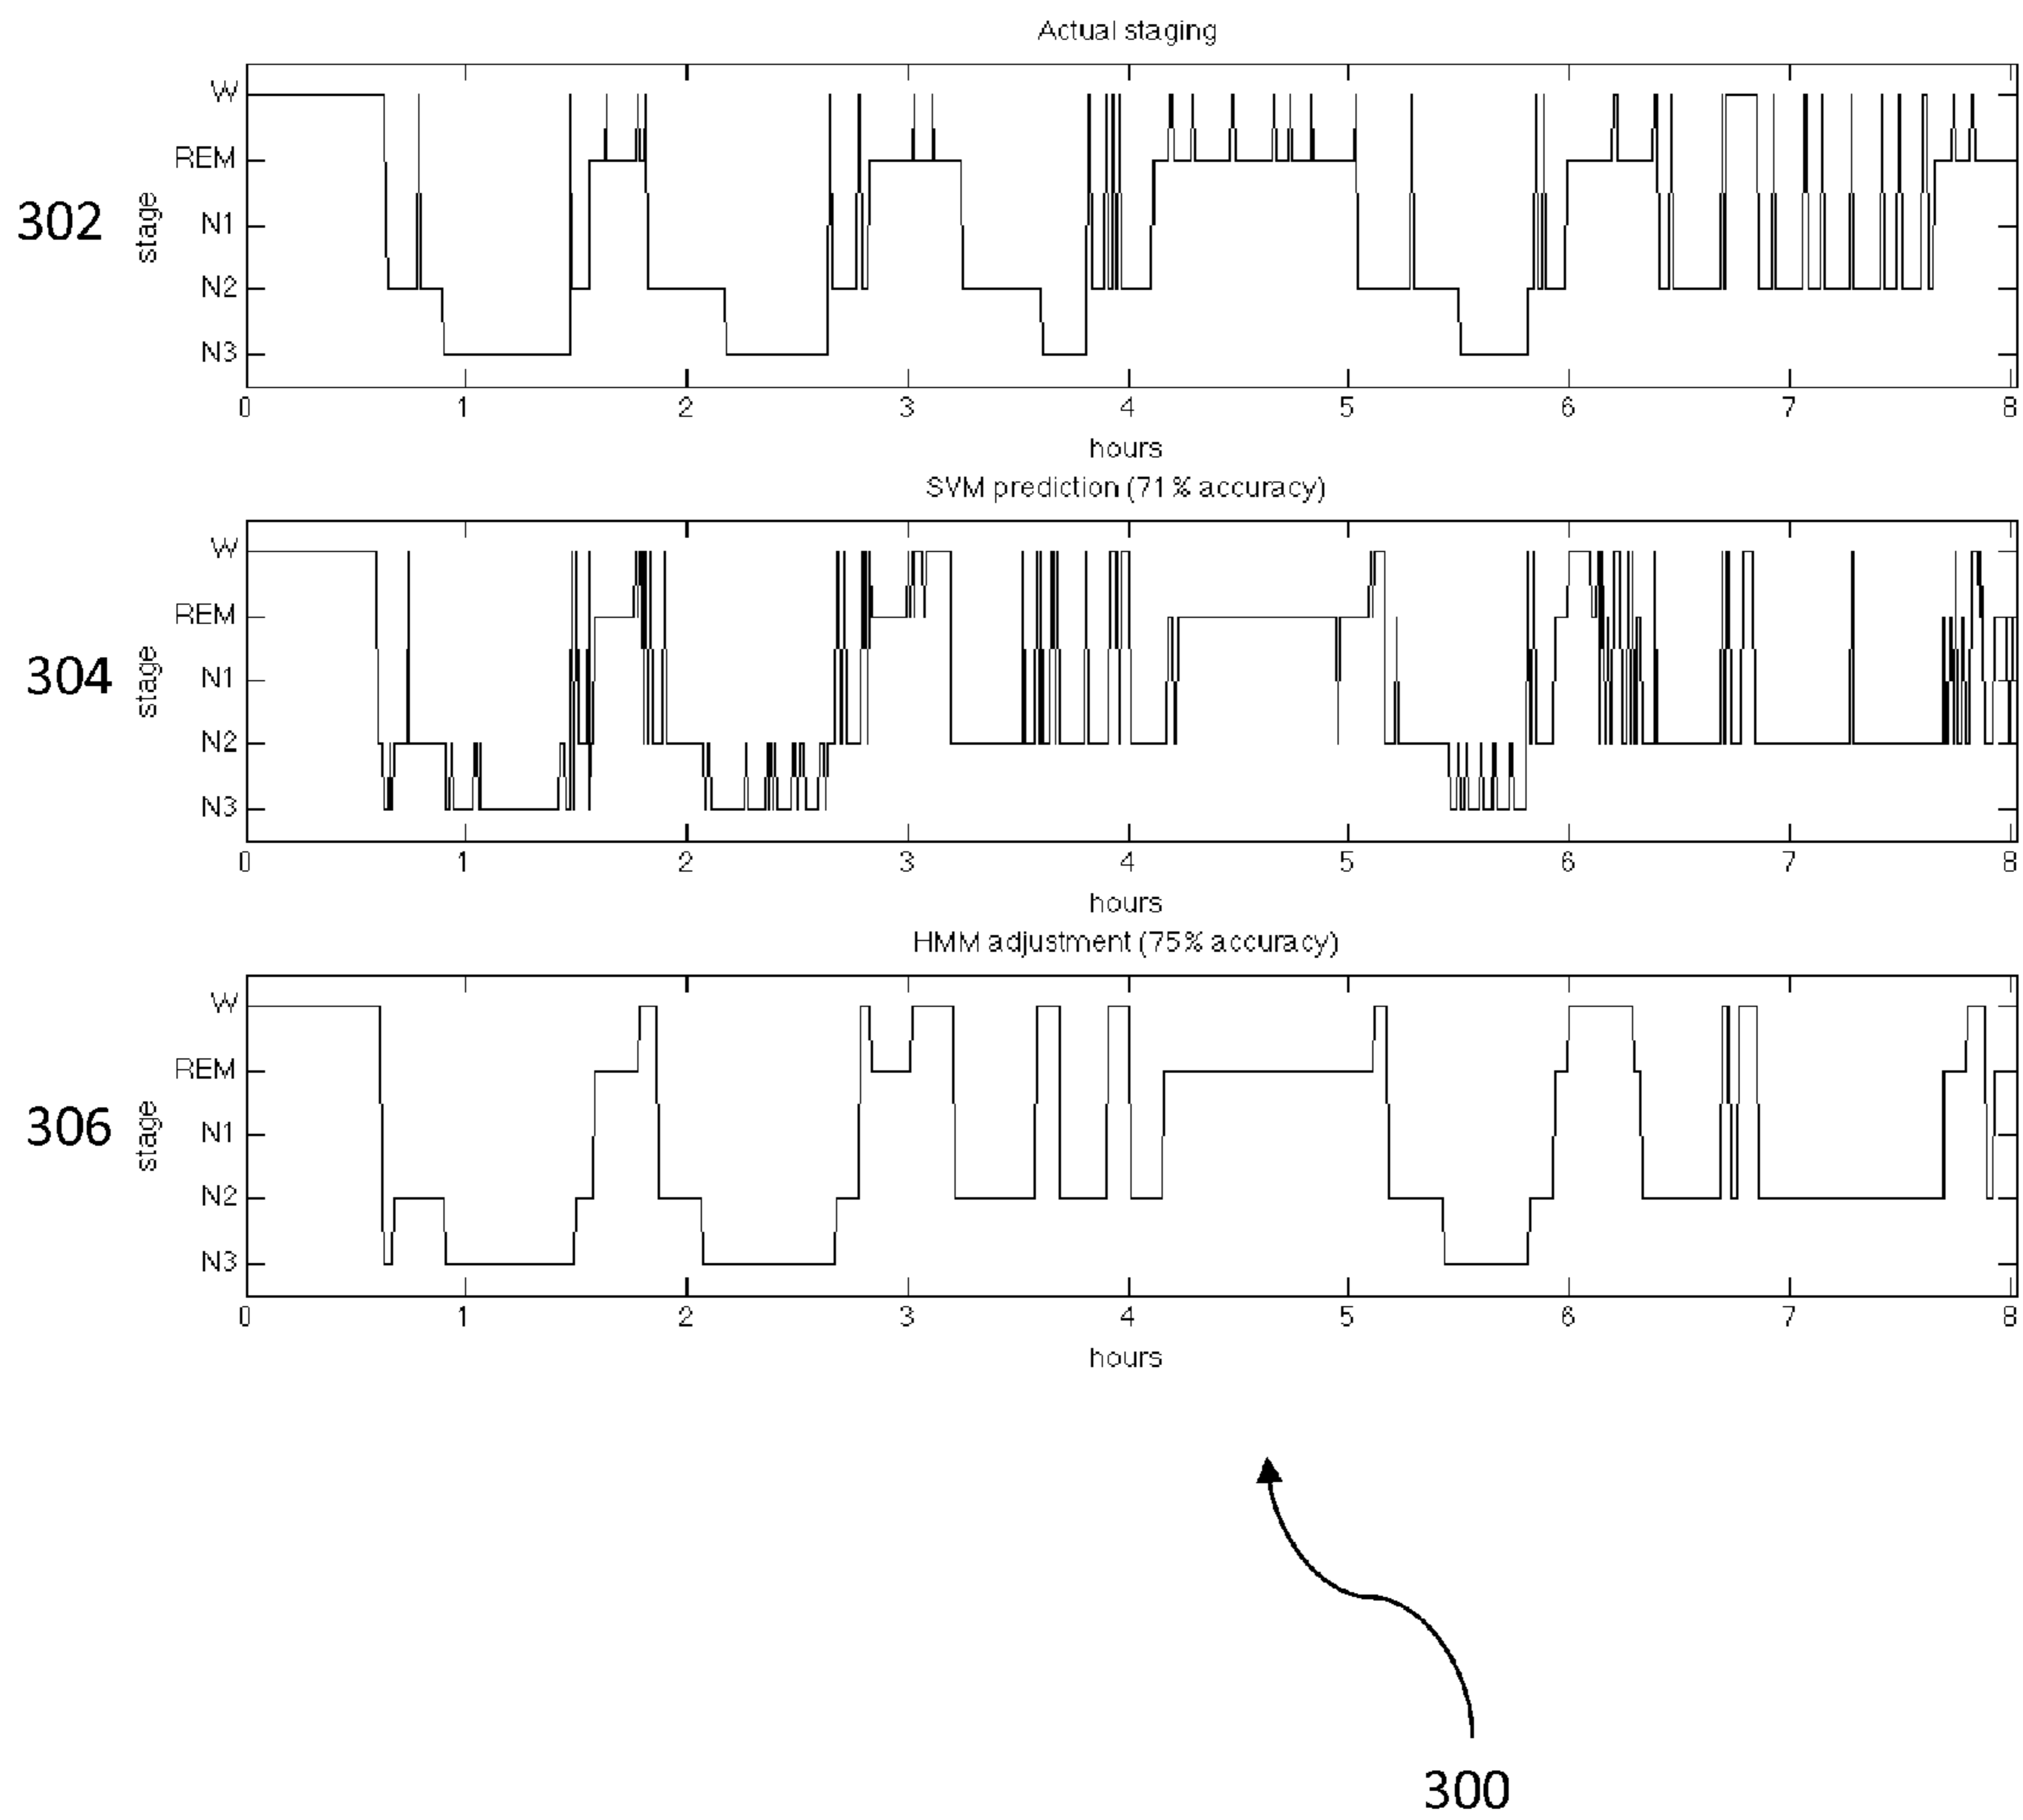 Actual staging
W
REM
N1
N2
N3
302
stage
0 1 2 3 4 5 6 7 8
hours
SVM prediction (71% accuracy)
W
REM
N1
N2
N3
304
stage
0 1 2 3 4 5 6 7 8
hours
HMM adjustment (75% accuracy)
W
REM
N1
N2
N3
306
stage
0 1 2 3 4 5 6 7 8
hours
300